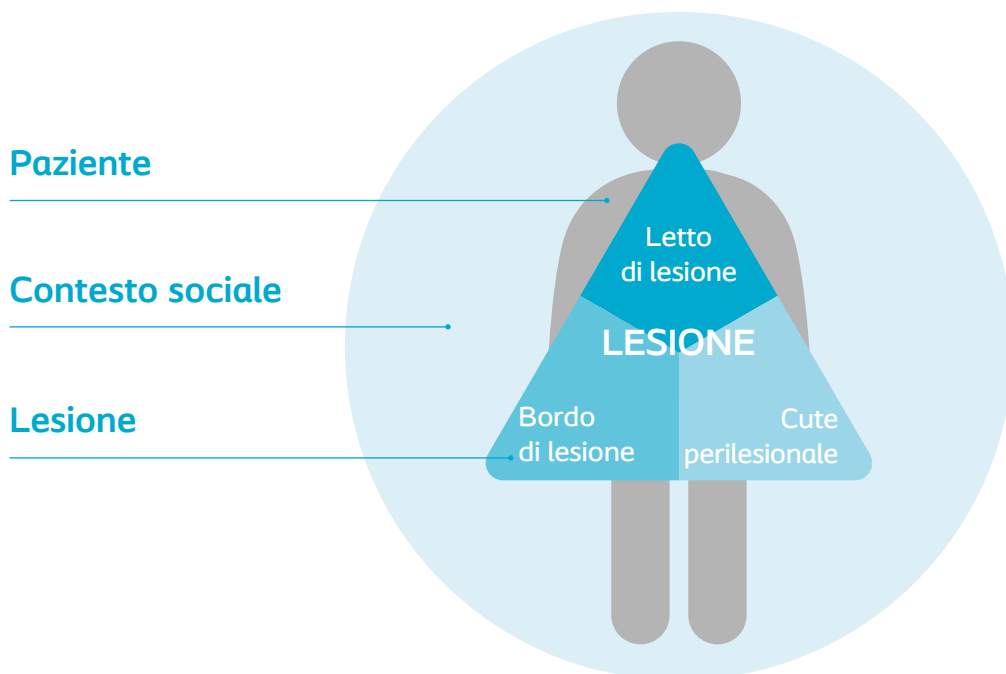 Paziente
Contesto sociale
Lesione
Letto
di lesione
LESIONE
Bordo
di lesione
Cute
perilesionale